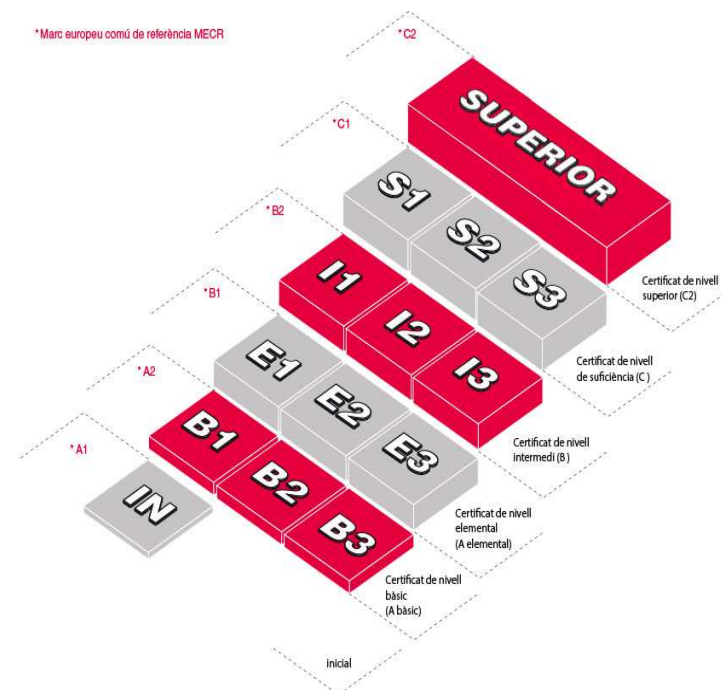 *Marc europeu comú de referència MECR
*C2
SUPERIOR
*C1
S1
S2
S3
Certificat de nivell
superior (C2)
*B2
I1
I2
I3
Certificat de nivell
de suficiència (C )
*B1
E1
E2
E3
Certificat de nivell
intermedi (B )
*A2
B1
B2
B3
Certificat de nivell
elemental
(A elemental)
*A1
IN
Certificat de nivell
bàsic
(A bàsic)
inicial